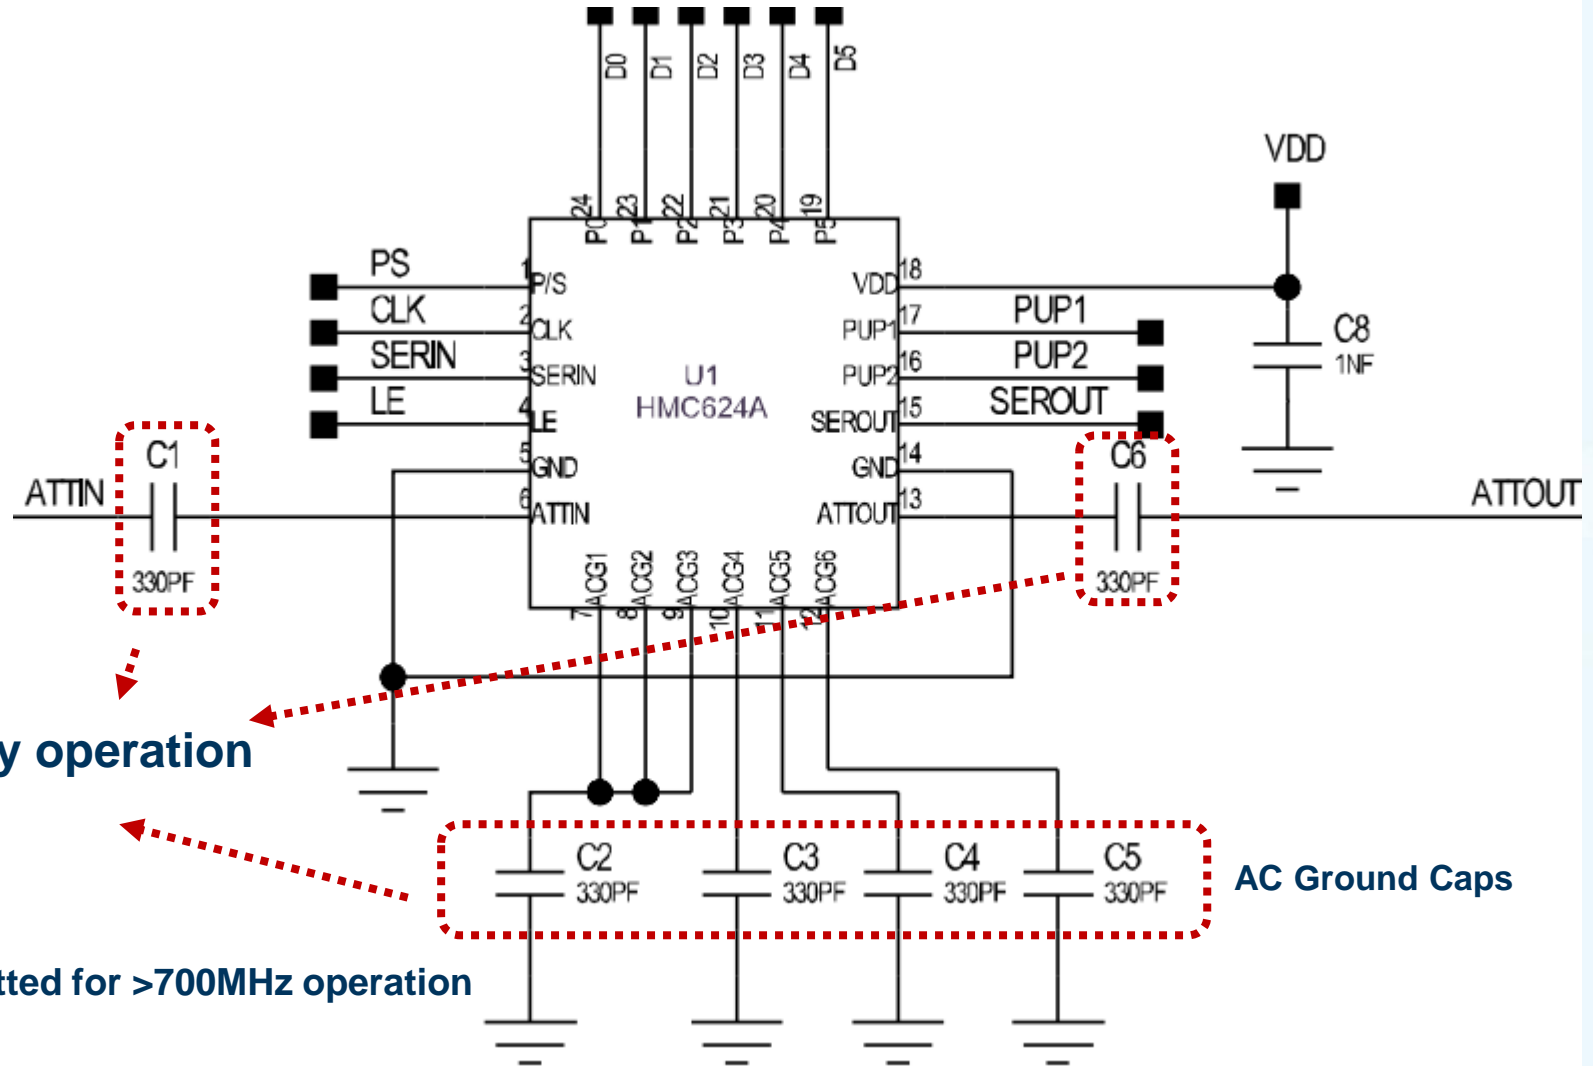 D0 D1 D2 D3 D4 D5
VDD
24 23 22 21 20 19
P0 P1 P2 P3 P4 P5
PS 1 P/S
CLK 2 CLK
SERIN 3 SERIN
LE 4 LE
5 GND
ATTIN 6 ATTIN
U1
HMC624A
VDD 18
PUP1 17 PUP1
PUP2 16 PUP2
SEROUT 15 SEROUT
GND 14
ATTOUT 13 ATTOUT
C8
1NF
C1
330PF
C6
330PF
ACG1 ACG2 ACG3 ACG4 ACG5 ACG6
7 8 9 10 11 12
y operation
C2
330PF
C3
330PF
C4
330PF
C5
330PF
AC Ground Caps
tted for >700MHz operation